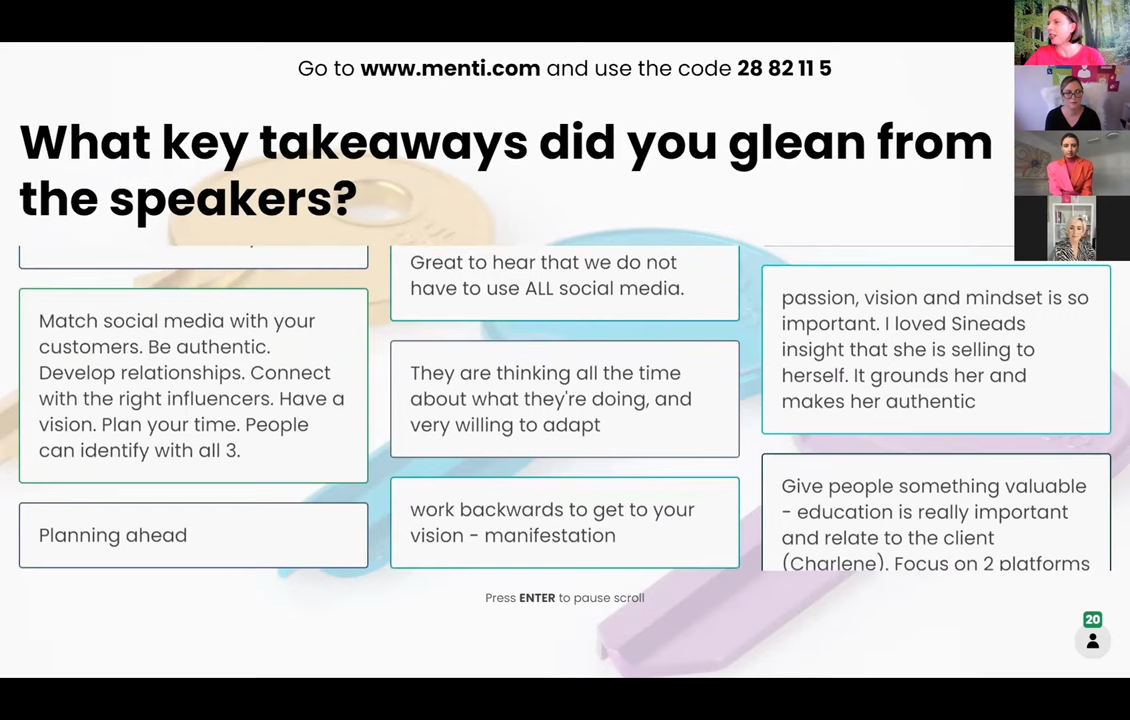 Go to www.menti.com and use the code 28 82 11 5
What key takeaways did you glean from
the speakers?
Match social media with your
customers. Be authentic.
Develop relationships. Connect
with the right influencers. Have a
vision. Plan your time. People
can identify with all 3.
Planning ahead
Great to hear that we do not
have to use ALL social media.
They are thinking all the time
about what they're doing, and
very willing to adapt
work backwards to get to your
vision - manifestation
passion, vision and mindset is so
important. I loved Sineads
insight that she is selling to
herself. It grounds her and
makes her authentic
Give people something valuable
- education is really important
and relate to the client
(Charlene). Focus on 2 platforms
Press ENTER to pause scroll
20